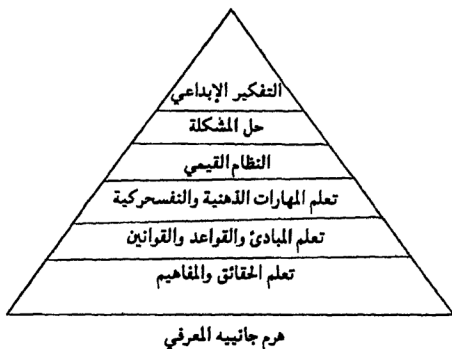 التفكير الإبداعي
حل المشكلة
النظام القيمي
تعلم المهارات الذهنية والنفسحركية
تعلم المبادئ والقواعد والقوانين
تعلم الحقائق والمفاهيم
هرم جانييه المعرفي